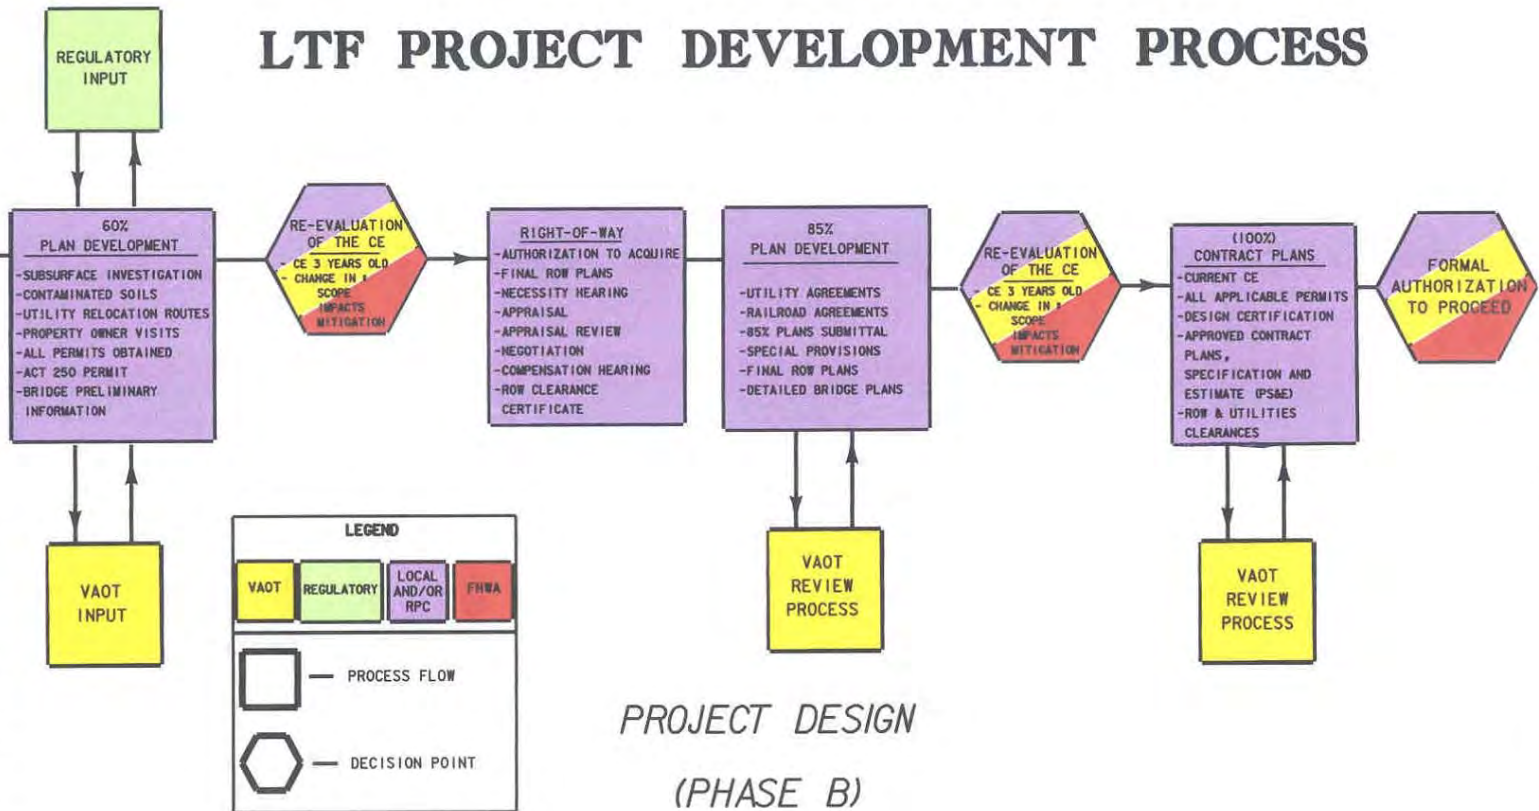 LTF PROJECT DEVELOPMENT PROCESS
REGULATORY
INPUT
60%
PLAN DEVELOPMENT
-SUBSURFACE INVESTIGATION
-CONTAMINATED SOILS
-UTILITY RELOCATION ROUTES
-PROPERTY OWNER VISITS
-ALL PERMITS OBTAINED
-ACT 250 PERMIT
-BRIDGE PRELIMINARY
INFORMATION
VAOT
INPUT
RE-EVALUATION
OF THE CE
- CE 3 YEARS OLD
- CHANGE IN :
SCOPE
IMPACTS
MITIGATION
RIGHT-OF-WAY
-AUTHORIZATION TO ACQUIRE
-FINAL ROW PLANS
-NECESSITY HEARING
-APPRAISAL
-APPRAISAL REVIEW
-NEGOTIATION
-COMPENSATION HEARING
-ROW CLEARANCE
CERTIFICATE
85%
PLAN DEVELOPMENT
-UTILITY AGREEMENTS
-RAILROAD AGREEMENTS
-85% PLANS SUBMITTAL
-SPECIAL PROVISIONS
-FINAL ROW PLANS
-DETAILED BRIDGE PLANS
VAOT
REVIEW
PROCESS
RE-EVALUATION
OF THE CE
- CE 3 YEARS OLD
- CHANGE IN :
SCOPE
IMPACTS
MITIGATION
(100%)
CONTRACT PLANS
-CURRENT CE
-ALL APPLICABLE PERMITS
-DESIGN CERTIFICATION
-APPROVED CONTRACT
PLANS,
SPECIFICATION AND
ESTIMATE (PS&E)
-ROW & UTILITIES
CLEARANCES
VAOT
REVIEW
PROCESS
FORMAL
AUTHORIZATION
TO PROCEED
LEGEND
VAOT
REGULATORY
LOCAL
AND/OR
RPC
FHWA
— PROCESS FLOW
— DECISION POINT
PROJECT DESIGN
(PHASE B)